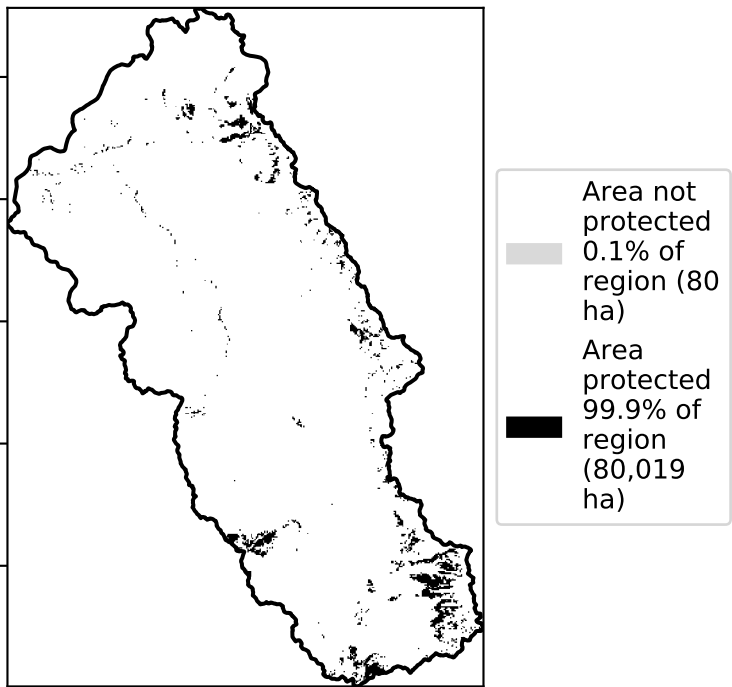 Area not
protected
0.1% of
region (80
ha)
Area
protected
99.9% of
region
(80,019
ha)